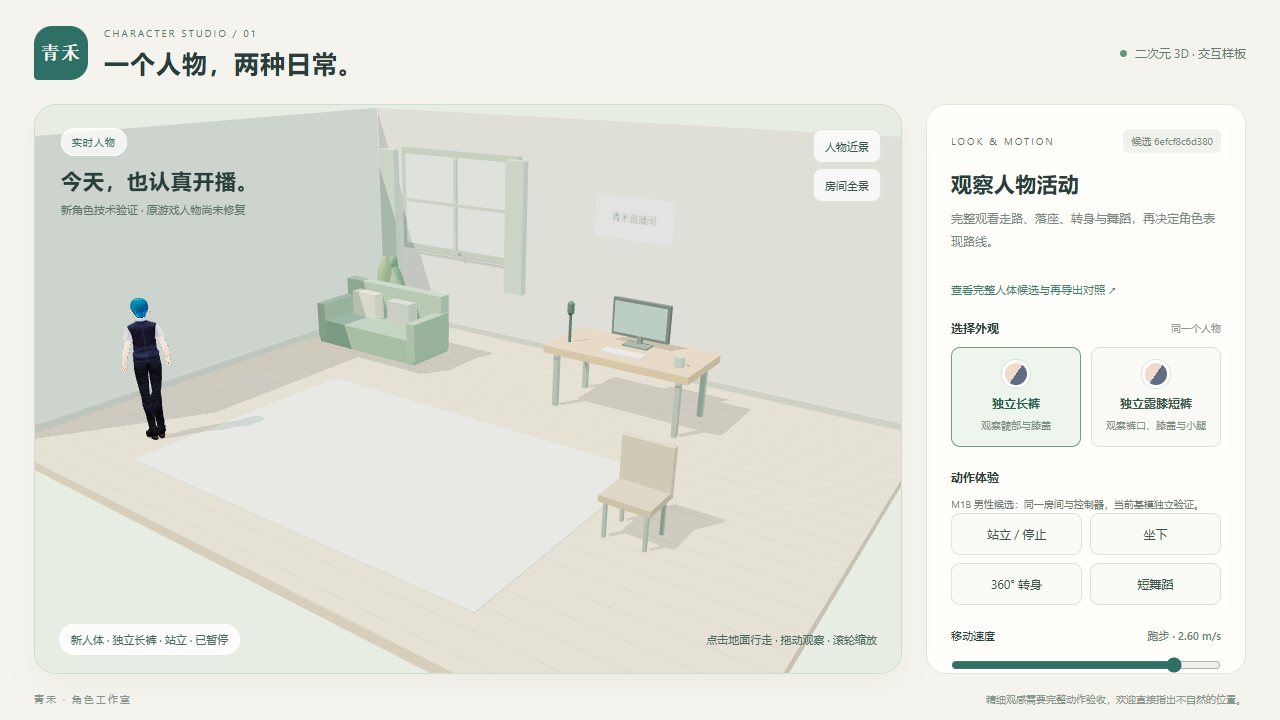 青禾
CHARACTER STUDIO / 01
一个人物，两种日常。
二次元 3D · 交互样板
实时人物
今天，也认真开播。
新角色技术验证 · 原游戏人物尚未修复
人物近景
房间全景
青禾直播间
新人体 · 独立长裤 · 站立 · 已暂停
点击地面行走 · 拖动观察 · 滚轮缩放
LOOK & MOTION
候选 6efcf8c6d380
观察人物活动
完整观看走路、落座、转身与舞蹈，再决定角色表
现路线。
查看完整人体候选与再导出对照 ↗
选择外观
同一个人物
独立长裤
观察髋部与膝盖
独立露膝短裤
观察裤口、膝盖与小腿
动作体验
M1B 男性候选：同一房间与控制器，当前基模独立验证。
站立 / 停止
坐下
360° 转身
短舞蹈
移动速度
跑步 · 2.60 m/s
青禾 · 角色工作室
精细观感需要完整动作验收，欢迎直接指出不自然的位置。